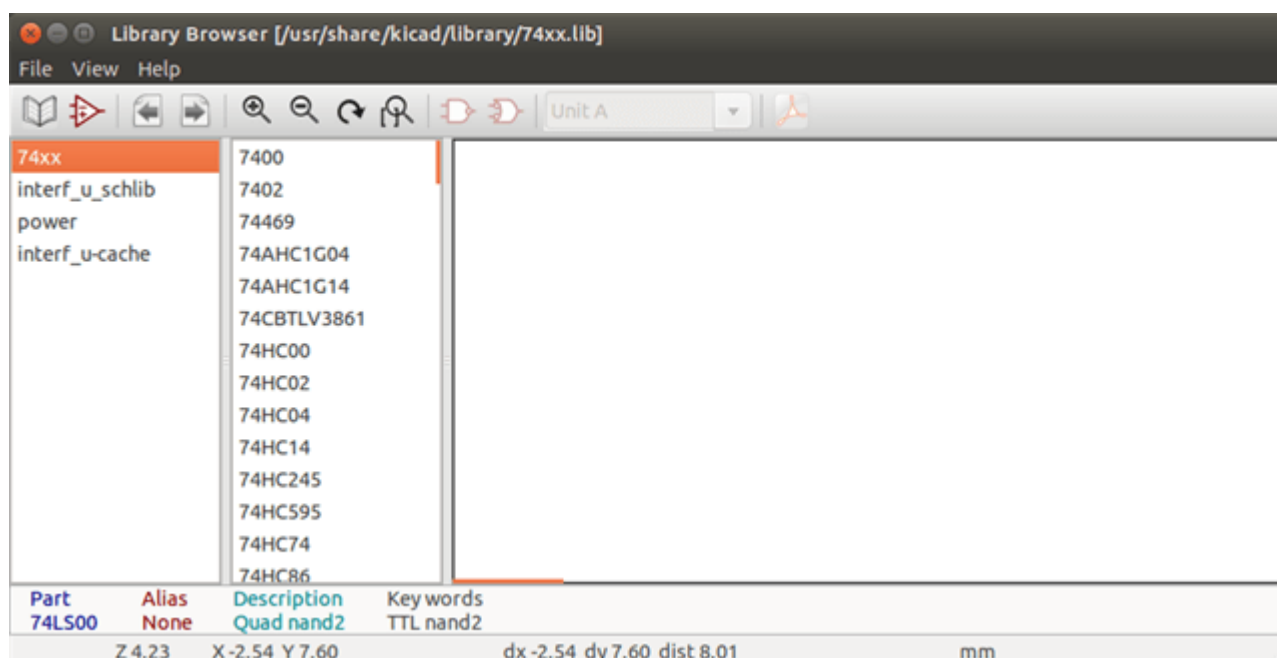 Library Browser [/usr/share/kicad/library/74xx.lib]
File View Help
Unit A
74xx
interf_u_schlib
power
interf_u-cache
7400
7402
74469
74AHC1G04
74AHC1G14
74CBTLV3861
74HC00
74HC02
74HC04
74HC14
74HC245
74HC595
74HC74
74HC86
Part Alias Description Key words
74LS00 None Quad nand2 TTL nand2
Z 4.23 X -2.54 Y 7.60 dx -2.54 dy 7.60 dist 8.01 mm